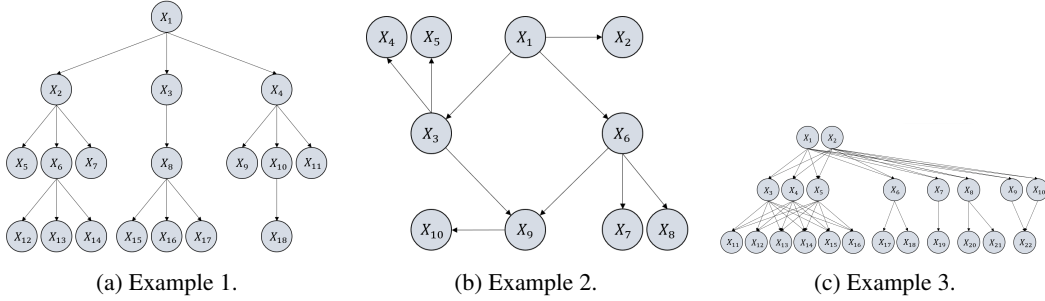 X₁
X₂ X₃ X₄
X₅ X₆ X₇ X₈ X₉ X₁₀ X₁₁
X₁₂ X₁₃ X₁₄ X₁₅ X₁₆ X₁₇ X₁₈
(a) Example 1.
X₄ X₅ X₁ X₂
X₃ X₆
X₁₀ X₉ X₇ X₈
(b) Example 2.
X₁ X₂
X₃ X₄ X₅ X₆ X₇ X₈ X₉ X₁₀
X₁₁ X₁₂ X₁₃ X₁₄ X₁₅ X₁₆ X₁₇ X₁₈ X₁₉ X₂₀ X₂₁ X₂₂
(c) Example 3.